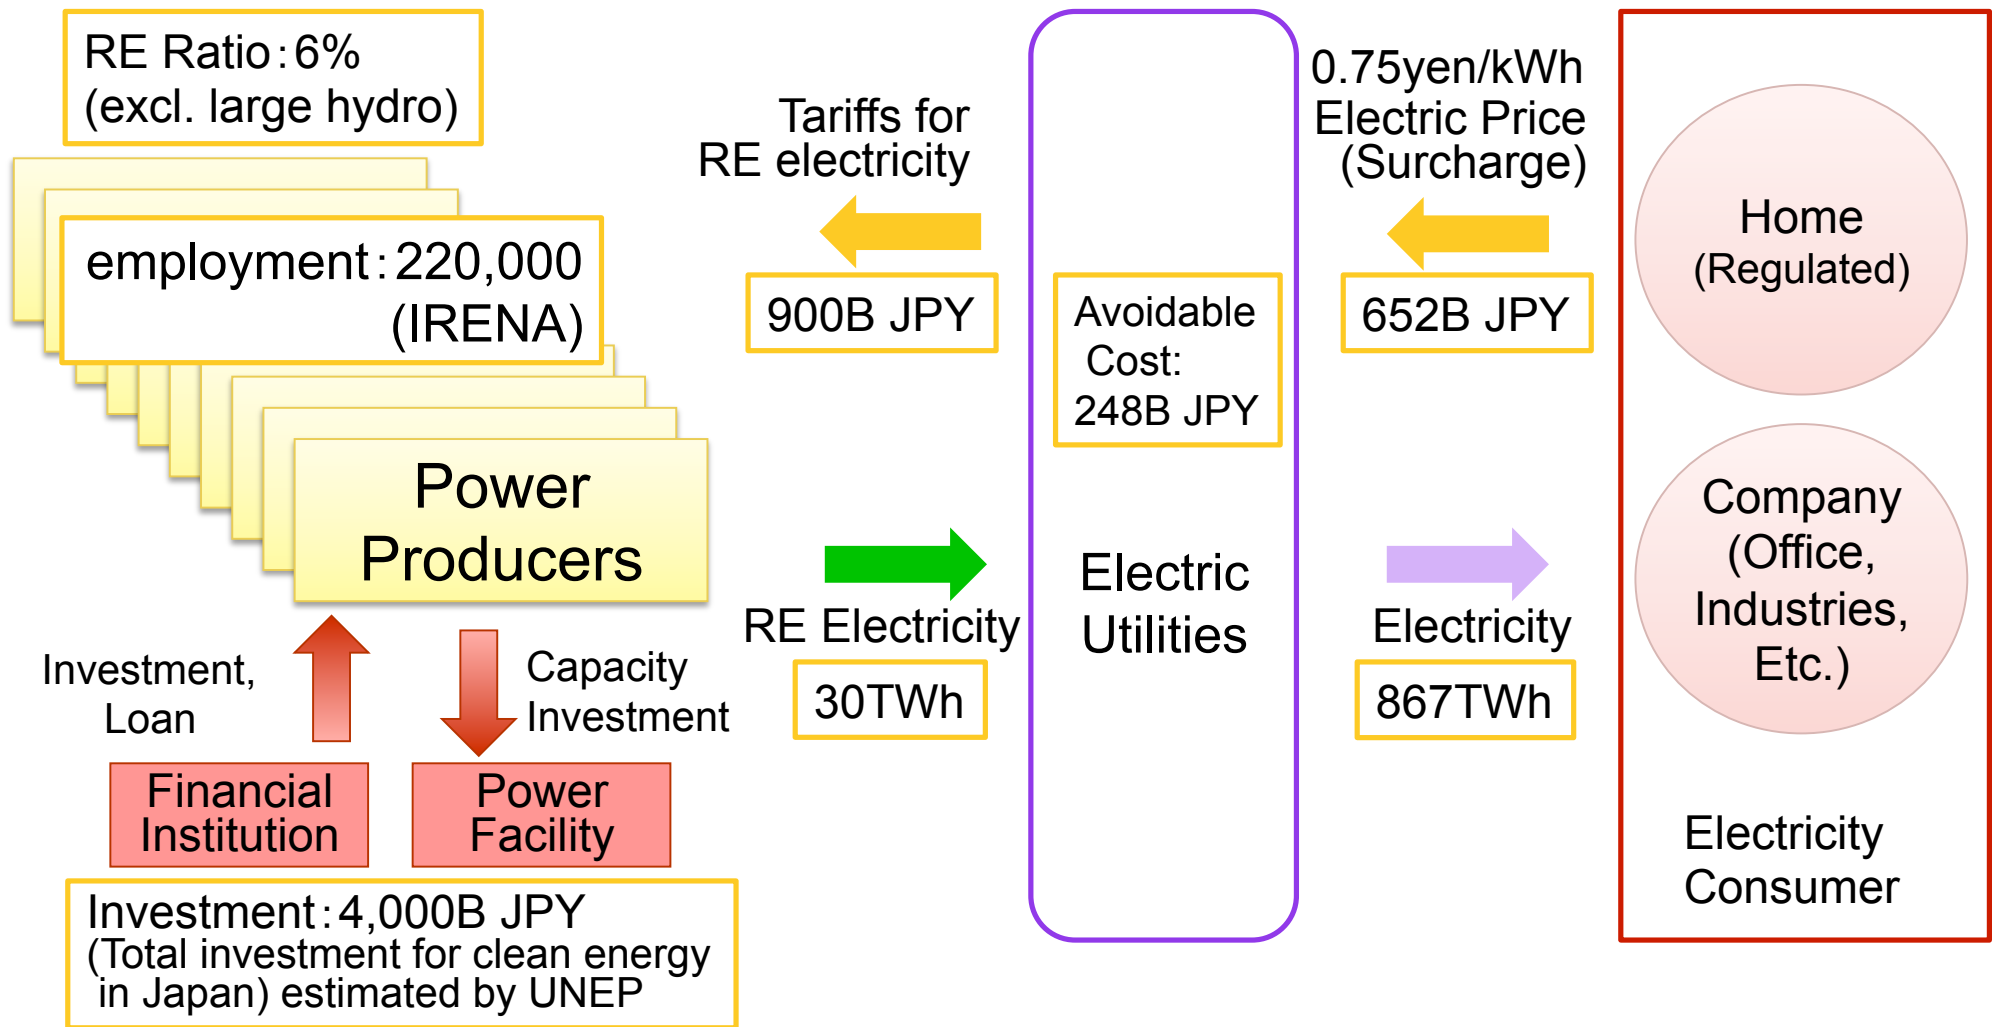 RE Ratio：6%
(excl. large hydro)
employment：220,000
(IRENA)
Power
Producers
Investment,
Loan
Capacity
Investment
Financial
Institution
Power
Facility
Investment：4,000B JPY
(Total investment for clean energy
in Japan) estimated by UNEP
Tariffs for
RE electricity
900B JPY
RE Electricity
30TWh
Avoidable
Cost:
248B JPY
Electric
Utilities
0.75yen/kWh
Electric Price
(Surcharge)
652B JPY
Electricity
867TWh
Home
(Regulated)
Company
(Office,
Industries,
Etc.)
Electricity
Consumer